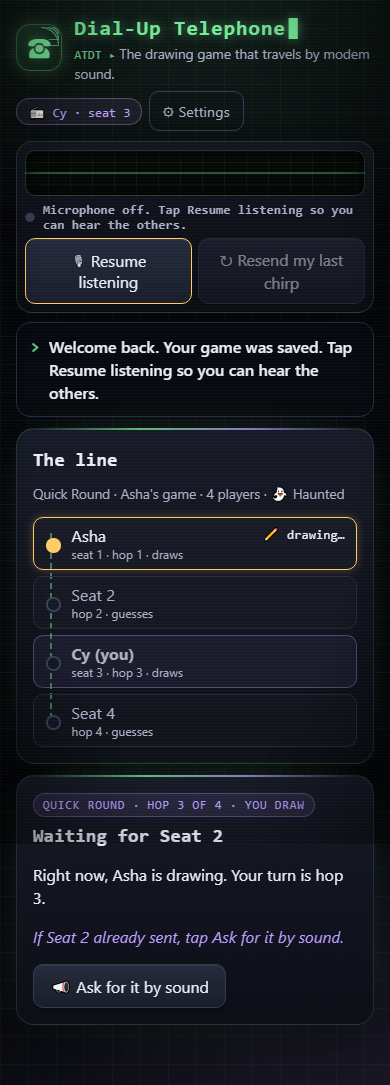 Dial-Up Telephone
ATDT ▸ The drawing game that travels by modem
sound.
📻 Cy · seat 3
⚙ Settings
Microphone off. Tap Resume listening so you
can hear the others.
🎙 Resume
listening
↻ Resend my last
chirp
> Welcome back. Your game was saved. Tap
Resume listening so you can hear the
others.
The line
Quick Round · Asha's game · 4 players · 👻 Haunted
Asha
✏️ drawing…
seat 1 · hop 1 · draws
Seat 2
hop 2 · guesses
Cy (you)
seat 3 · hop 3 · draws
Seat 4
hop 4 · guesses
QUICK ROUND · HOP 3 OF 4 · YOU DRAW
Waiting for Seat 2
Right now, Asha is drawing. Your turn is hop
3.
If Seat 2 already sent, tap Ask for it by sound.
📣 Ask for it by sound